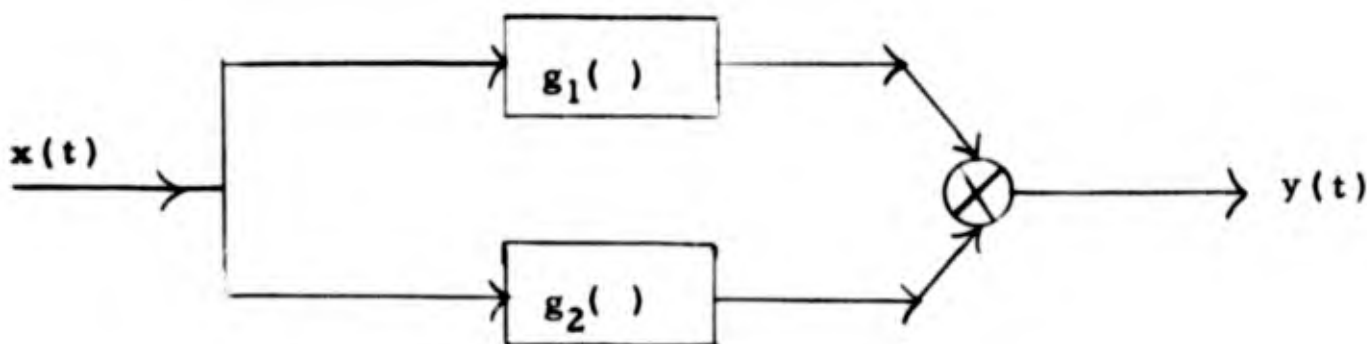 g₁( )
x(t)
y(t)
g₂( )